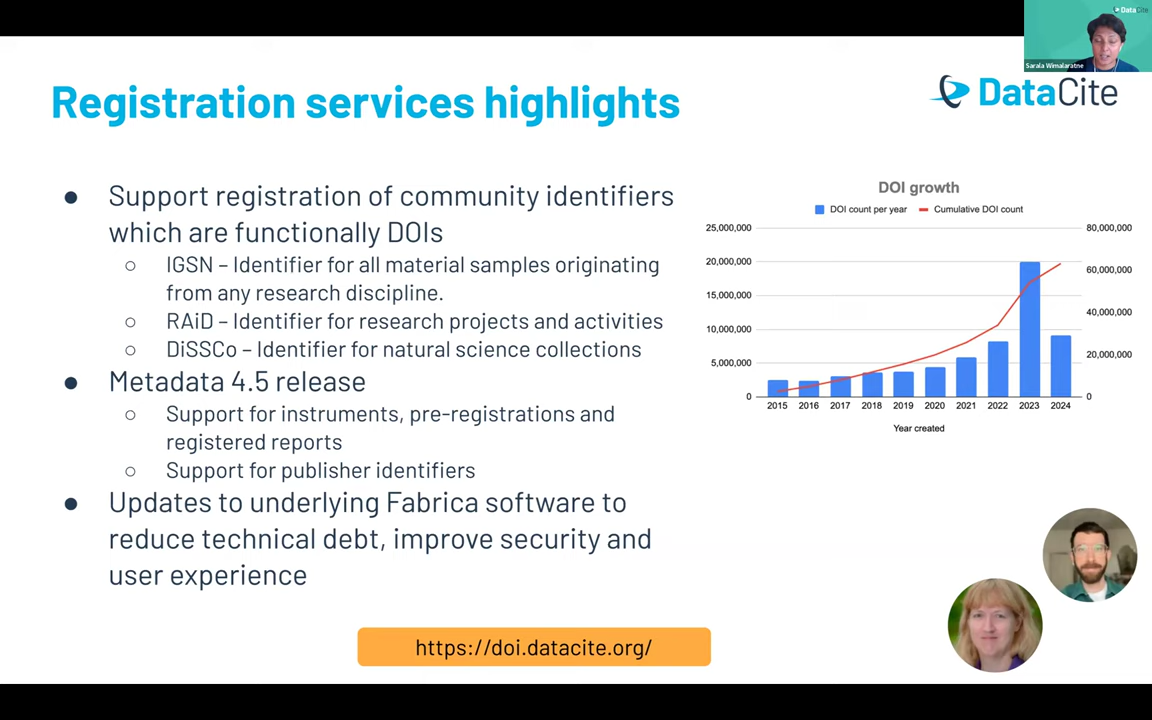 DataCite
Sarala Wimalaratne
Registration services highlights
DataCite
● Support registration of community identifiers
which are functionally DOIs
○ IGSN – Identifier for all material samples originating
from any research discipline.
○ RAiD – Identifier for research projects and activities
○ DiSSCo – Identifier for natural science collections
● Metadata 4.5 release
○ Support for instruments, pre-registrations and
registered reports
○ Support for publisher identifiers
● Updates to underlying Fabrica software to
reduce technical debt, improve security and
user experience
DOI growth
DOI count per year Cumulative DOI count
25,000,000 80,000,000
20,000,000 60,000,000
15,000,000
10,000,000 40,000,000
5,000,000 20,000,000
0 0
2015 2016 2017 2018 2019 2020 2021 2022 2023 2024
Year created
https://doi.datacite.org/